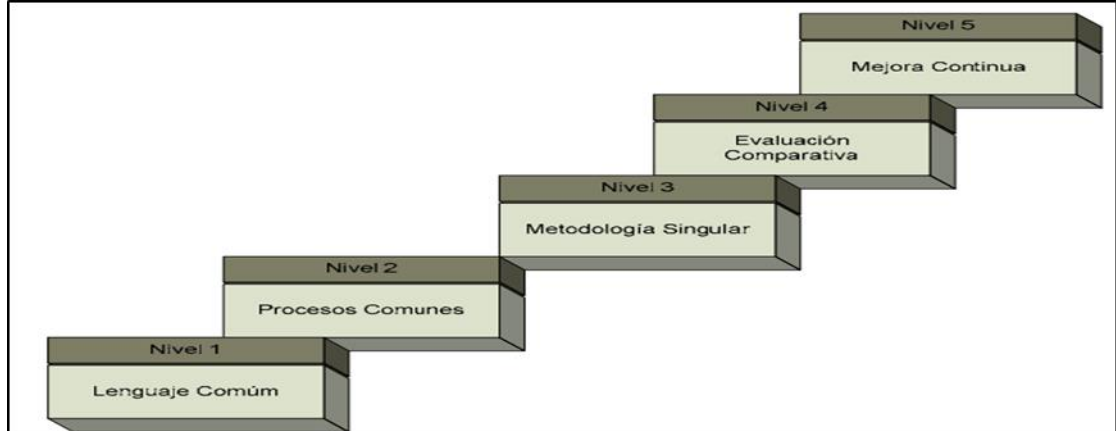 Nivel 5
Mejora Continua
Nivel 4
Evaluación
Comparativa
Nivel 3
Metodología Singular
Nivel 2
Procesos Comunes
Nivel 1
Lenguaje Comúm